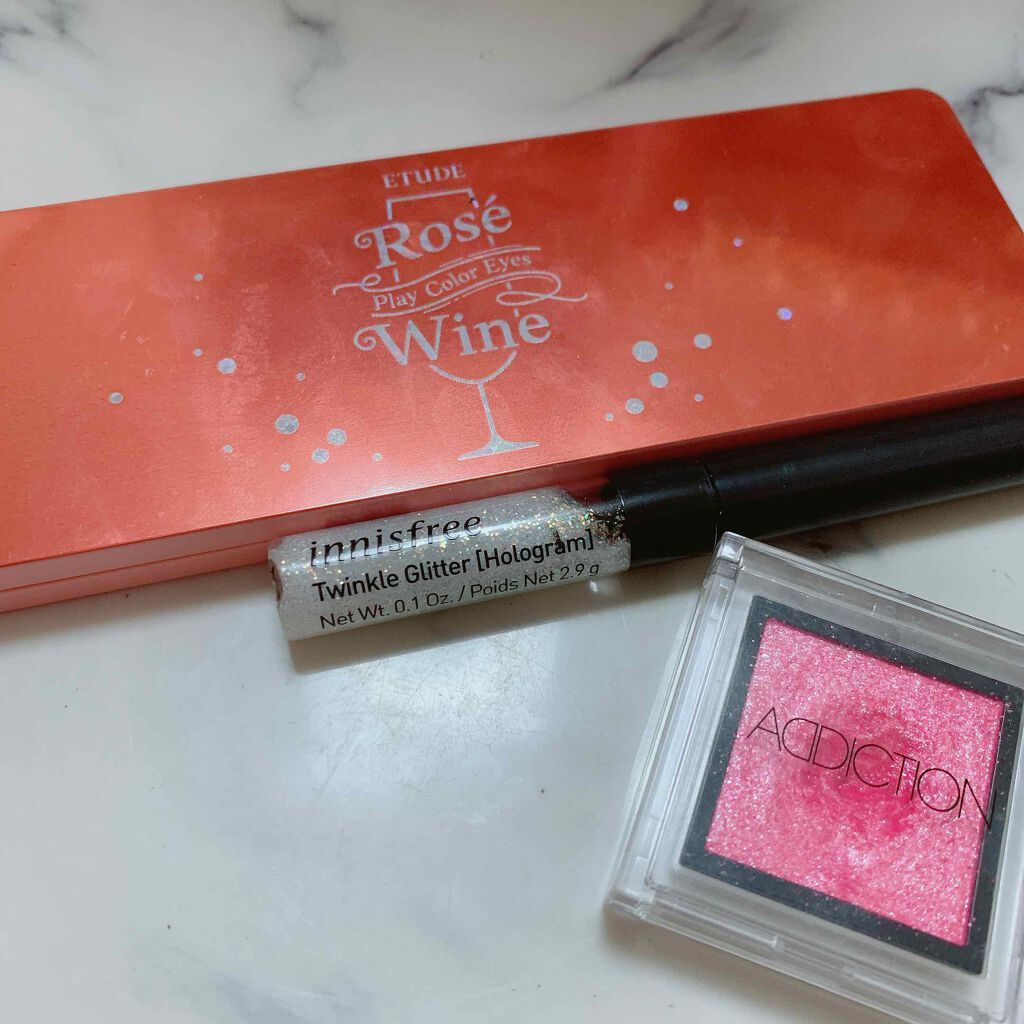 ETUDE
Rosé
Play Color Eyes
Wine
innisfree
Twinkle Glitter [Hologram]
Net Wt. 0.1 Oz. / Poids Net 2.9 g
ADDICTION